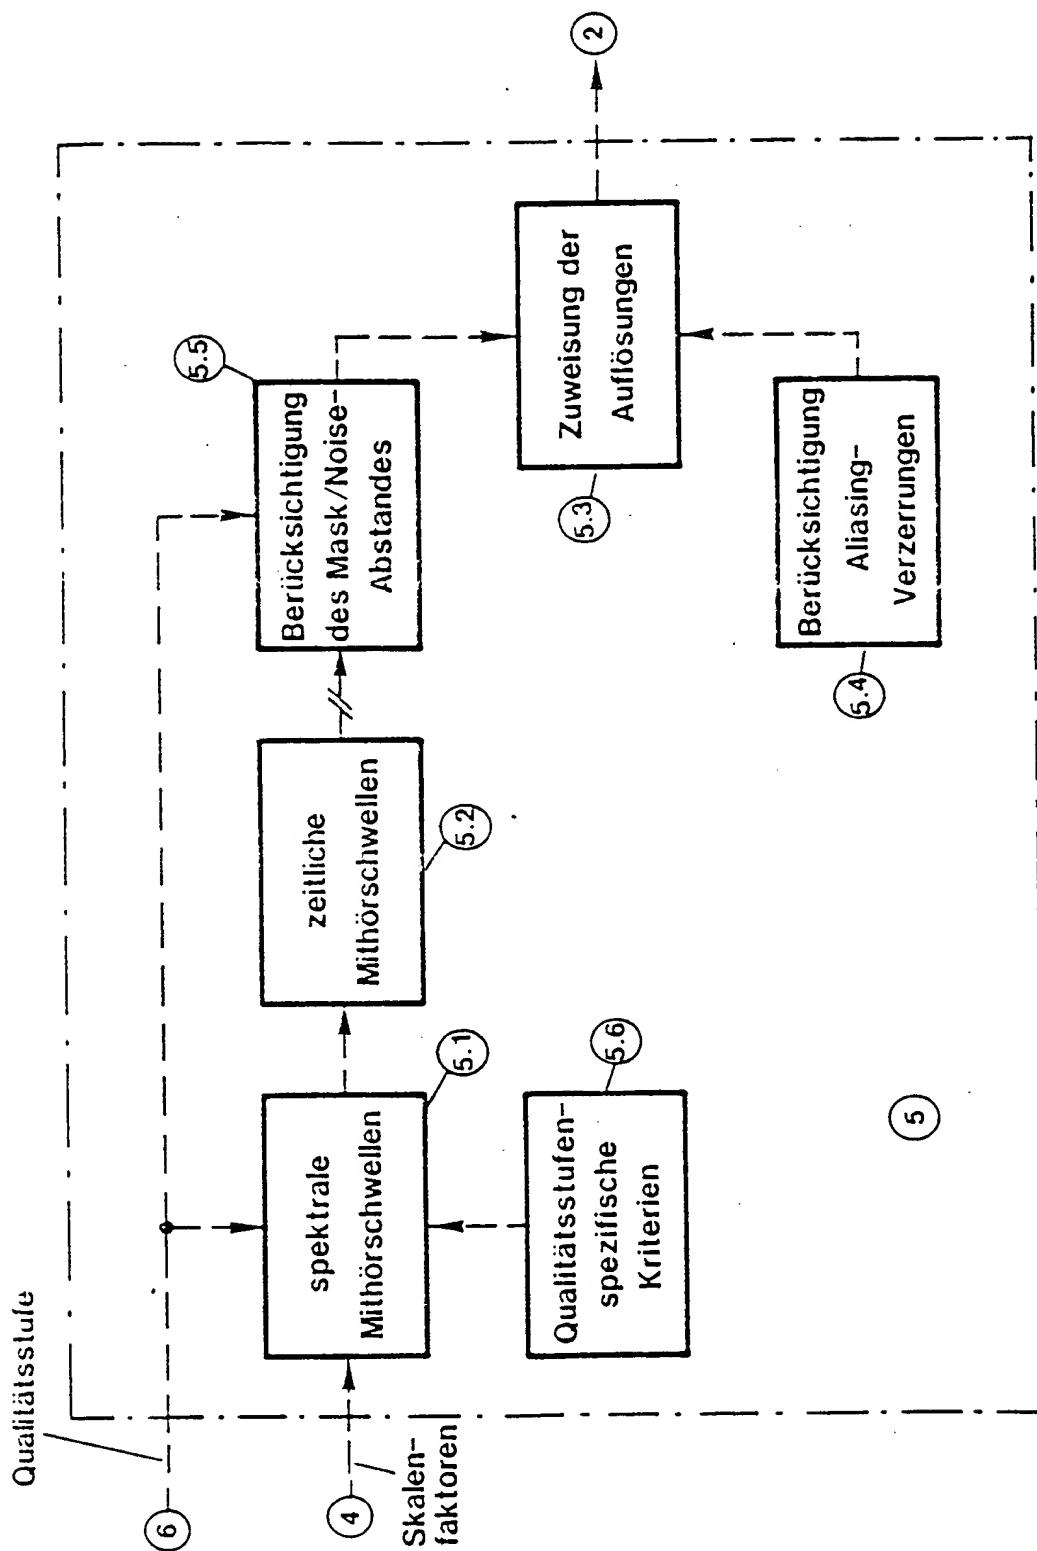 Qualitätsstufe
6
4
Skalen-
faktoren
spektrale
Mithörschwellen
5.1
Qualitätsstufen-
spezifische
Kriterien
5.6
zeitliche
Mithörschwellen
5.2
Berücksichtigung
des Mask/Noise-
Abstandes
5.5
Zuweisung der
Auflösungen
5.3
Berücksichtigung
Aliasing-
Verzerrungen
5.4
2
5